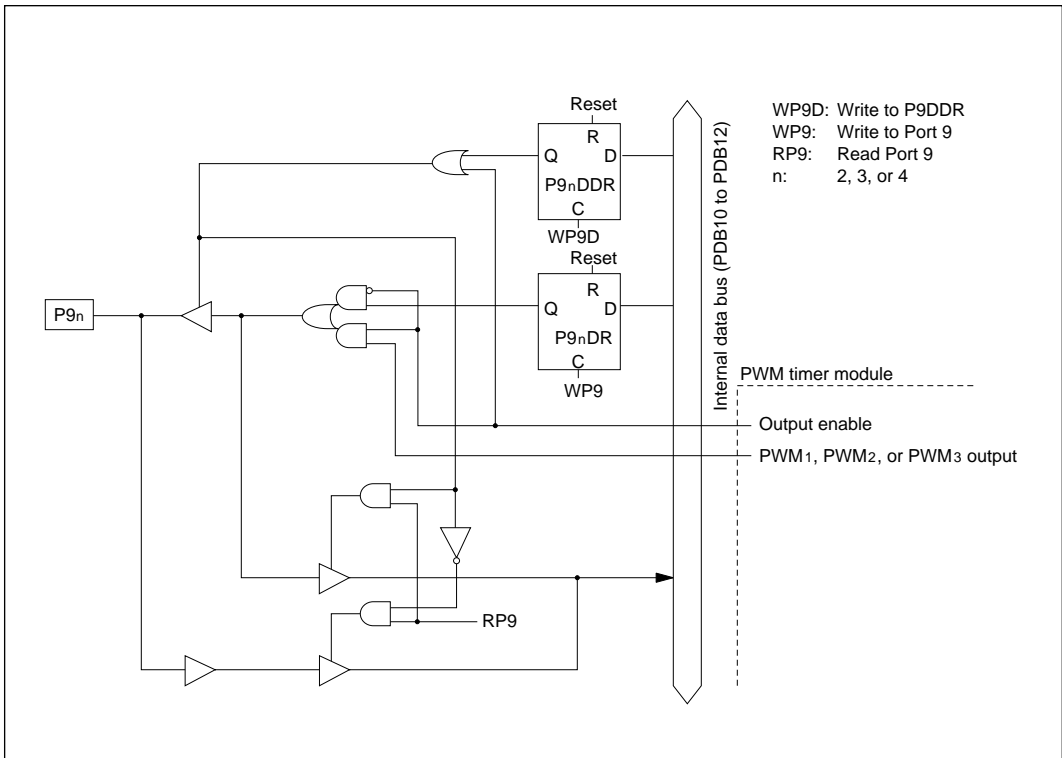 Reset
R
Q
D
P9nDDR
C
WP9D
Reset
R
Q
D
P9nDR
C
WP9
P9n
Internal data bus (PDB10 to PDB12)
WP9D: Write to P9DDR
WP9: Write to Port 9
RP9: Read Port 9
n: 2, 3, or 4
PWM timer module
Output enable
PWM1, PWM2, or PWM3 output
RP9